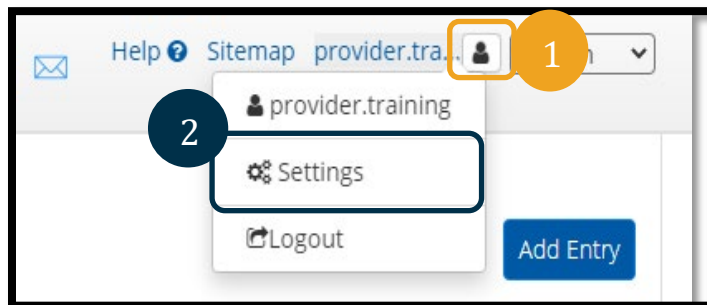 Help Sitemap provider.tra... 1
provider.training
2
Settings
Logout
Add Entry